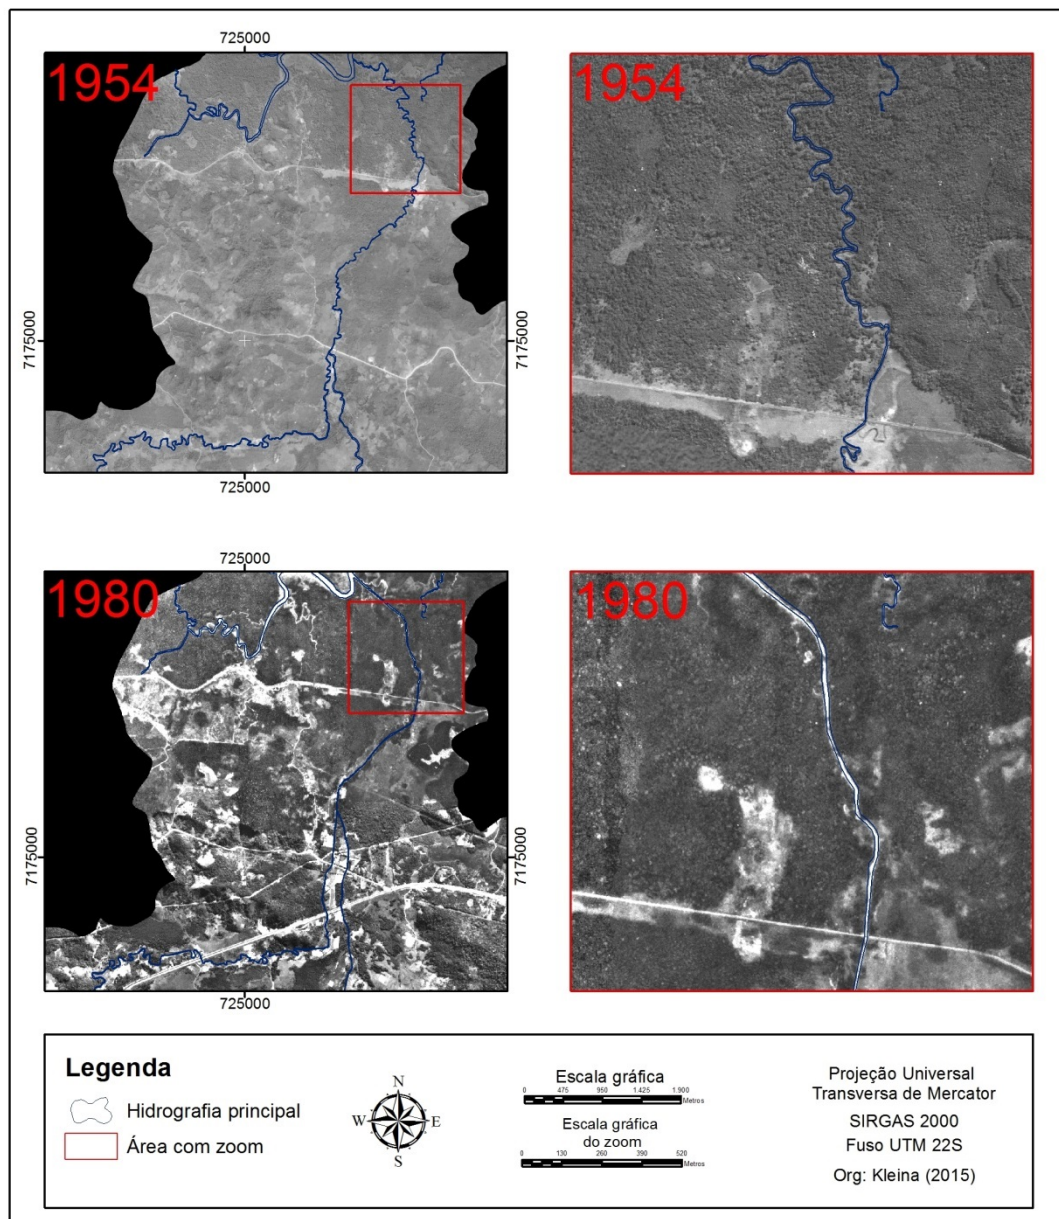 725000
1954
1954
7175000
7175000
725000
725000
1980
1980
7175000
7175000
725000
Legenda
Hidrografia principal
Área com zoom
N
W E
S
Escala gráfica
0 475 950 1.425 1.900
Metros
Escala gráfica
do zoom
0 130 260 390 520
Metros
Projeção Universal
Transversa de Mercator
SIRGAS 2000
Fuso UTM 22S
Org: Kleina (2015)